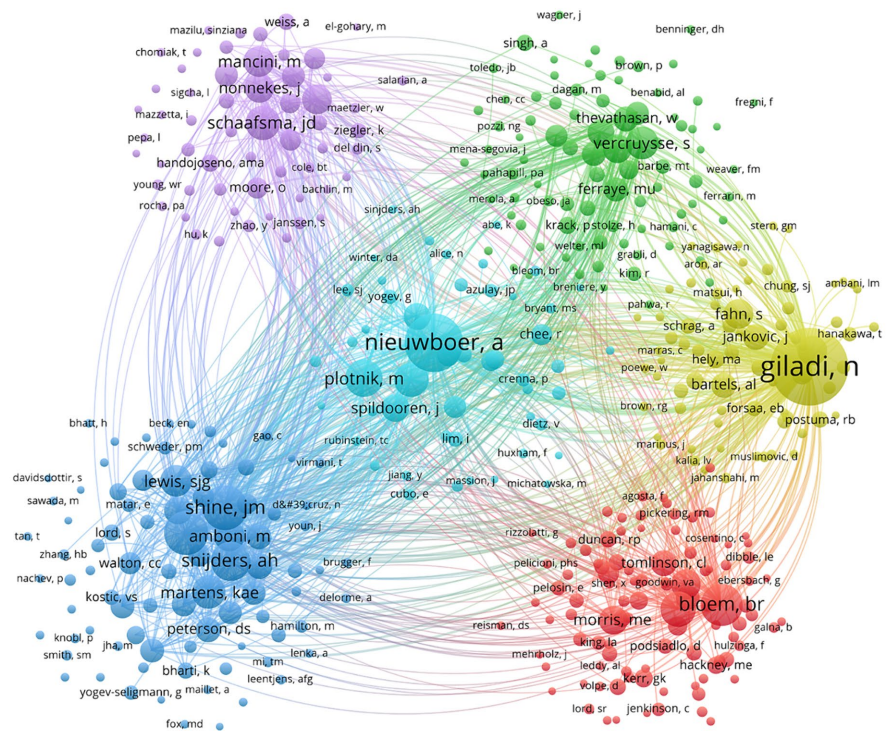 wagner, j
weiss, a
mazilu, sinziana
el-gohary, m
benninger, dh
singh, a
chomiak, t
mancini, m
toledo, jb
brown, p
salarian, a
nonnekes, j
dagan, m
benabid, al
sigcha, l
chen, cc
fregni, f
maetzler, w
mazzetta, i
schaafsma, jd
ziegler, k
thevathasan, w
pozzi, ng
pepa, l
del din, s
vercruysse, s
mena-segovia, j
handojoseno, ama
cole, bt
pahapill, pa
barbe, mt
weaver, fm
young, wr
moore, o
bachlin, m
ferraye, mu
rocha, pa
merola, a
obeso, ja
ferrarin, m
sinjders, ah
zhao, y
janssen, s
abe, k
krack, p
stolze, h
hamani, c
stern, gm
hu, k
welter, ml
yanagisawa, n
winter, da
alice, n
grabli, d
aron, ar
bloem, br
kim, r
chung, sj
ambani, lm
lee, sj
yogev, g
azulay, jp
breniere, y
matsui, h
bryant, ms
pahwa, r
fahn, s
schrag, a
hanakawa, t
nieuwboer, a
chee, r
jankovic, j
marras, c
hely, ma
giladi, n
plotnik, m
crenna, p
poewe, w
bartels, al
spildooren, j
brown, rg
forsaa, eb
postuma, rb
bhatt, h
beck, en
gao, c
rubinstein, tc
lim, i
dietz, v
marinus, j
schweder, pm
virmani, t
huxham, f
kalia, lv
muslimovic, d
davidsdottir, s
lewis, sjg
jiang, y
massion, j
michatowska, m
jahanshahi, m
sawada, m
matar, e
shine, jm
d&#39;cruz, n
cubo, e
agosta, f
pickering, rm
lord, s
youn, j
rizzolatti, g
tan, t
amboni, m
duncan, rp
cosentino, c
zhang, hb
walton, cc
snijders, ah
brugger, f
pelicioni, phs
tomlinson, cl
dibble, le
nachev, p
pelosin, e
shen, x
goodwin, va
ebersbach, g
kostic, vs
martens, kae
delorme, a
bloem, br
knobl, p
peterson, ds
hamilton, m
reisman, ds
morris, me
galna, b
jha, m
king, la
podsiadlo, d
hulzinga, f
smith, sm
lenka, a
mehrholz, j
leddy, al
hackney, me
bharti, k
mi, tm
yogev-seligmann, g
maillet, a
leentjens, afg
volpe, d
kerr, gk
fox, md
lord, sr
jenkinson, c